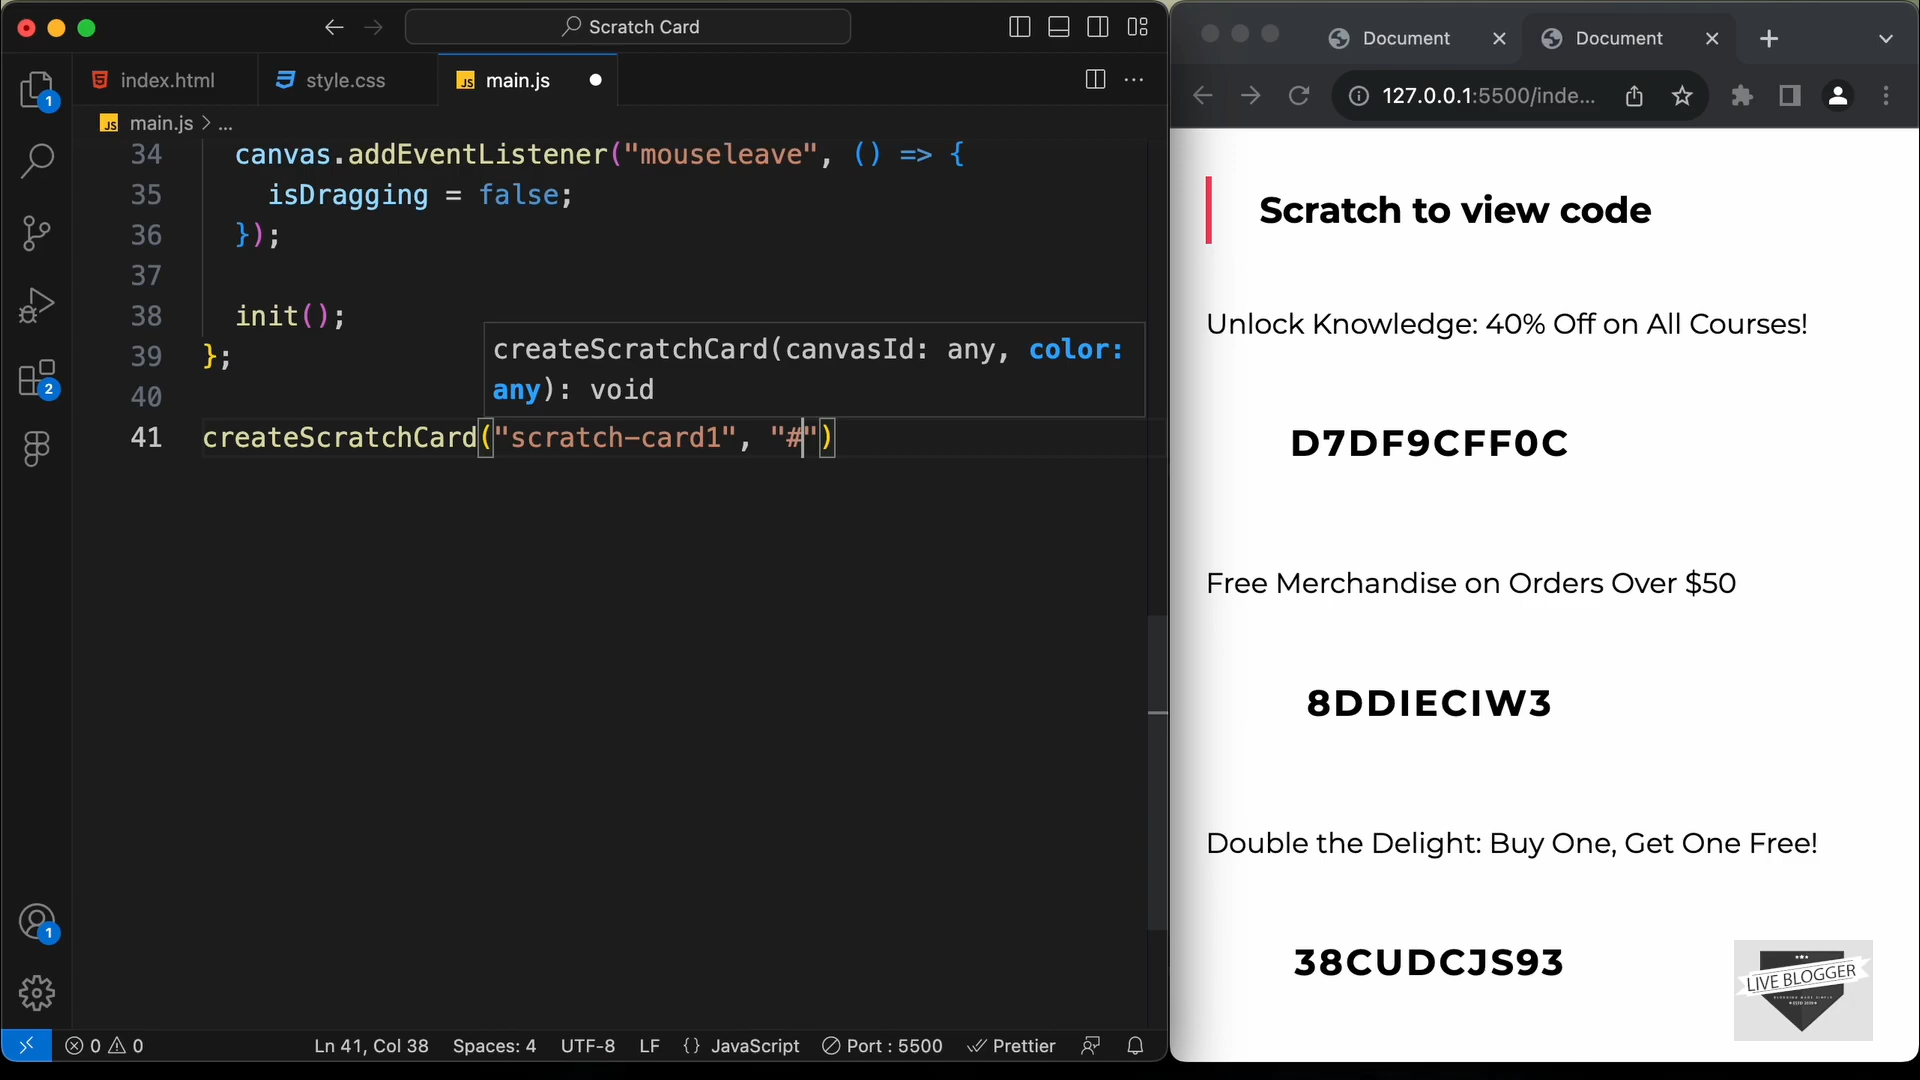 Scratch Card
index.html
style.css
main.js
main.js > ...
34 canvas.addEventListener("mouseleave", () => {
35 isDragging = false;
36 });
37
38 init();
39 };
40
41 createScratchCard("scratch-card1", "#")
createScratchCard(canvasId: any, color:
any): void
1
2
1
0 0
Ln 41, Col 38
Spaces: 4
UTF-8
LF
{} JavaScript
Port : 5500
Prettier
Document
Document
127.0.0.1:5500/inde...
Scratch to view code
Unlock Knowledge: 40% Off on All Courses!
D7DF9CFF0C
Free Merchandise on Orders Over $50
8DDIECIW3
Double the Delight: Buy One, Get One Free!
38CUDCJS93
LIVE BLOGGER